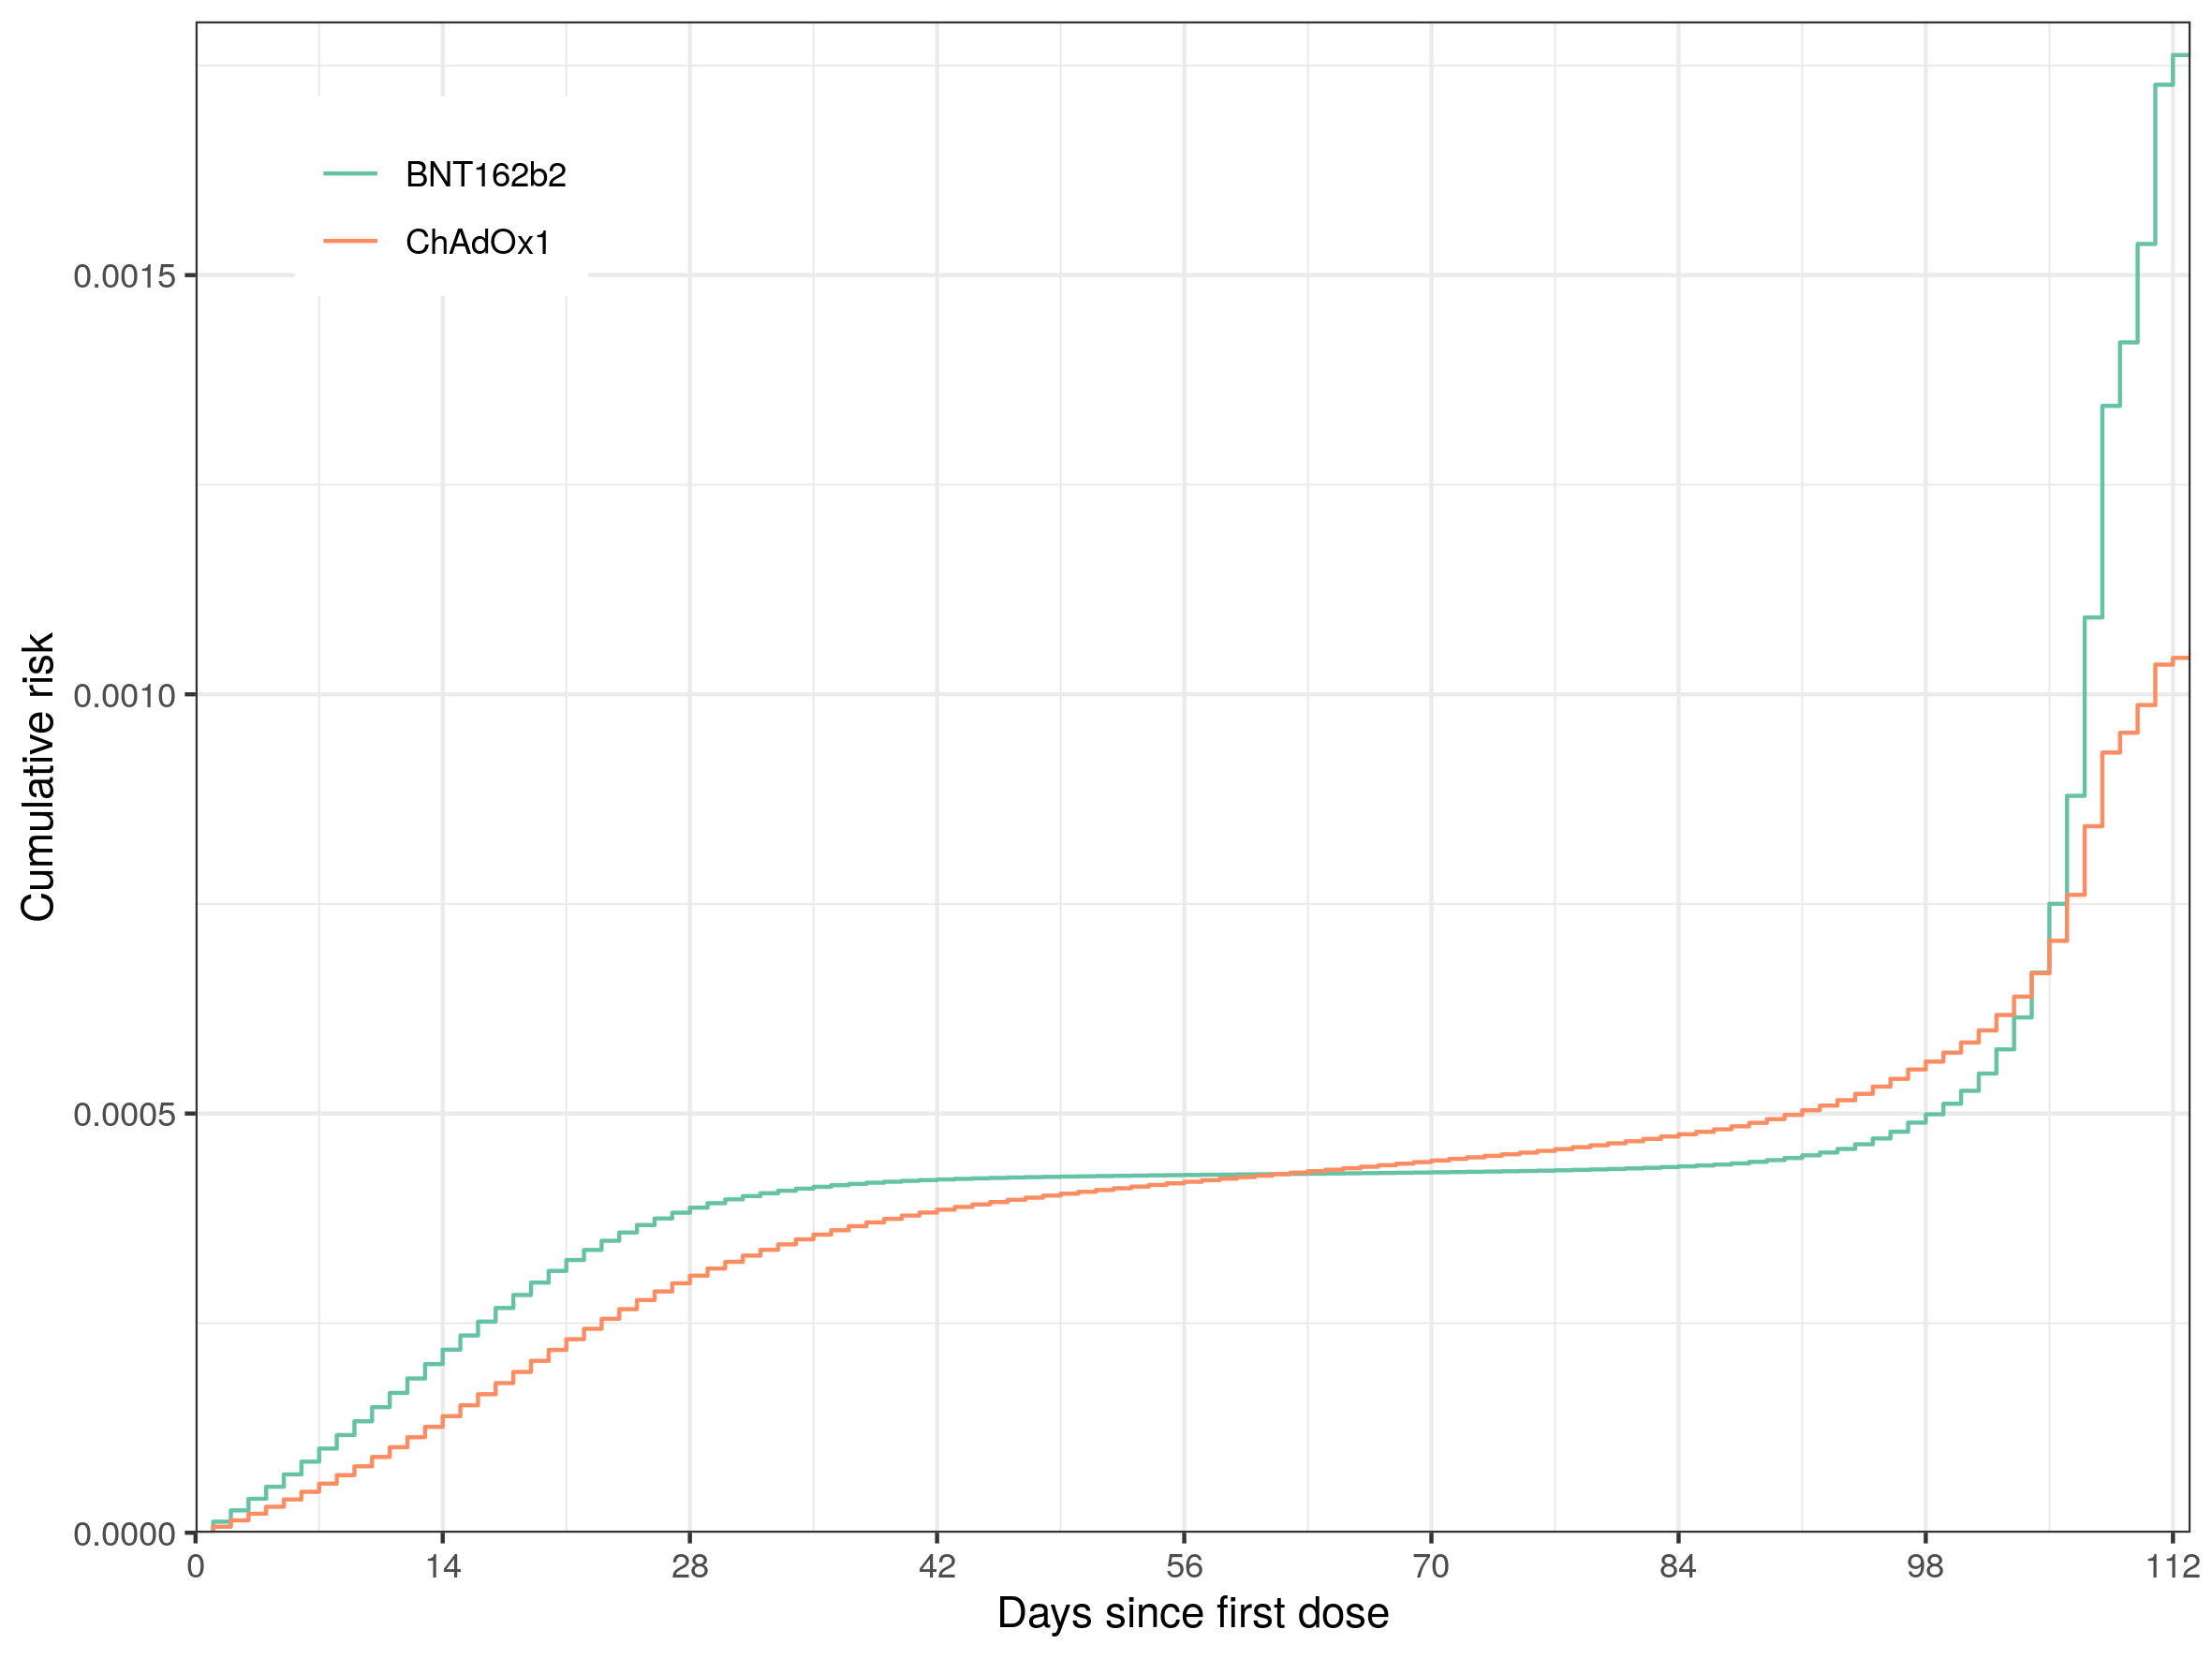 BNT162b2
ChAdOx1
Cumulative risk
0.0015
0.0010
0.0005
0.0000
0 14 28 42 56 70 84 98 112
Days since first dose